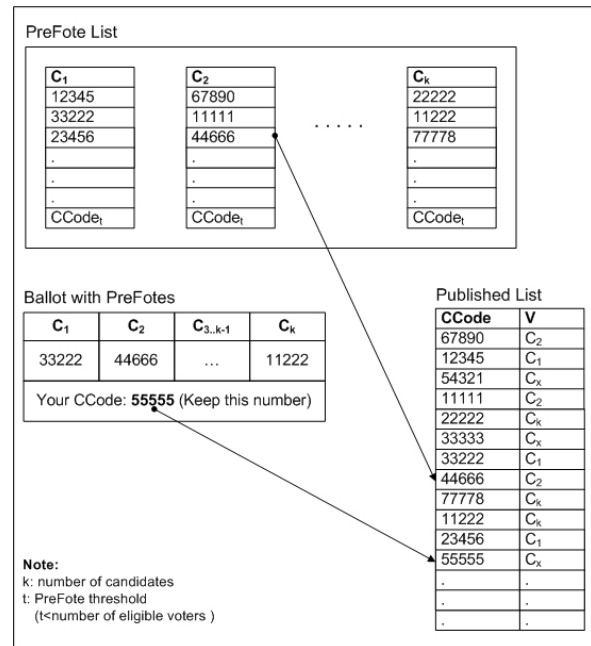 PreFote List
C1 C2 Ck
12345 67890 22222
33222 11111 11222
23456 44666 . . . . . 77778
. . .
. . .
. . .
CCodet CCodet CCodet
Ballot with PreFotes
C1 C2 C3..k-1 Ck
33222 44666 ... 11222
Your CCode: 55555 (Keep this number)
Published List
CCode V
67890 C2
12345 C1
54321 Cx
11111 C2
22222 Ck
33333 Cx
33222 C1
44666 C2
77778 Ck
11222 Ck
23456 C1
55555 Cx
. .
. .
. .
Note:
k: number of candidates
t: PreFote threshold
(t<number of eligible voters )